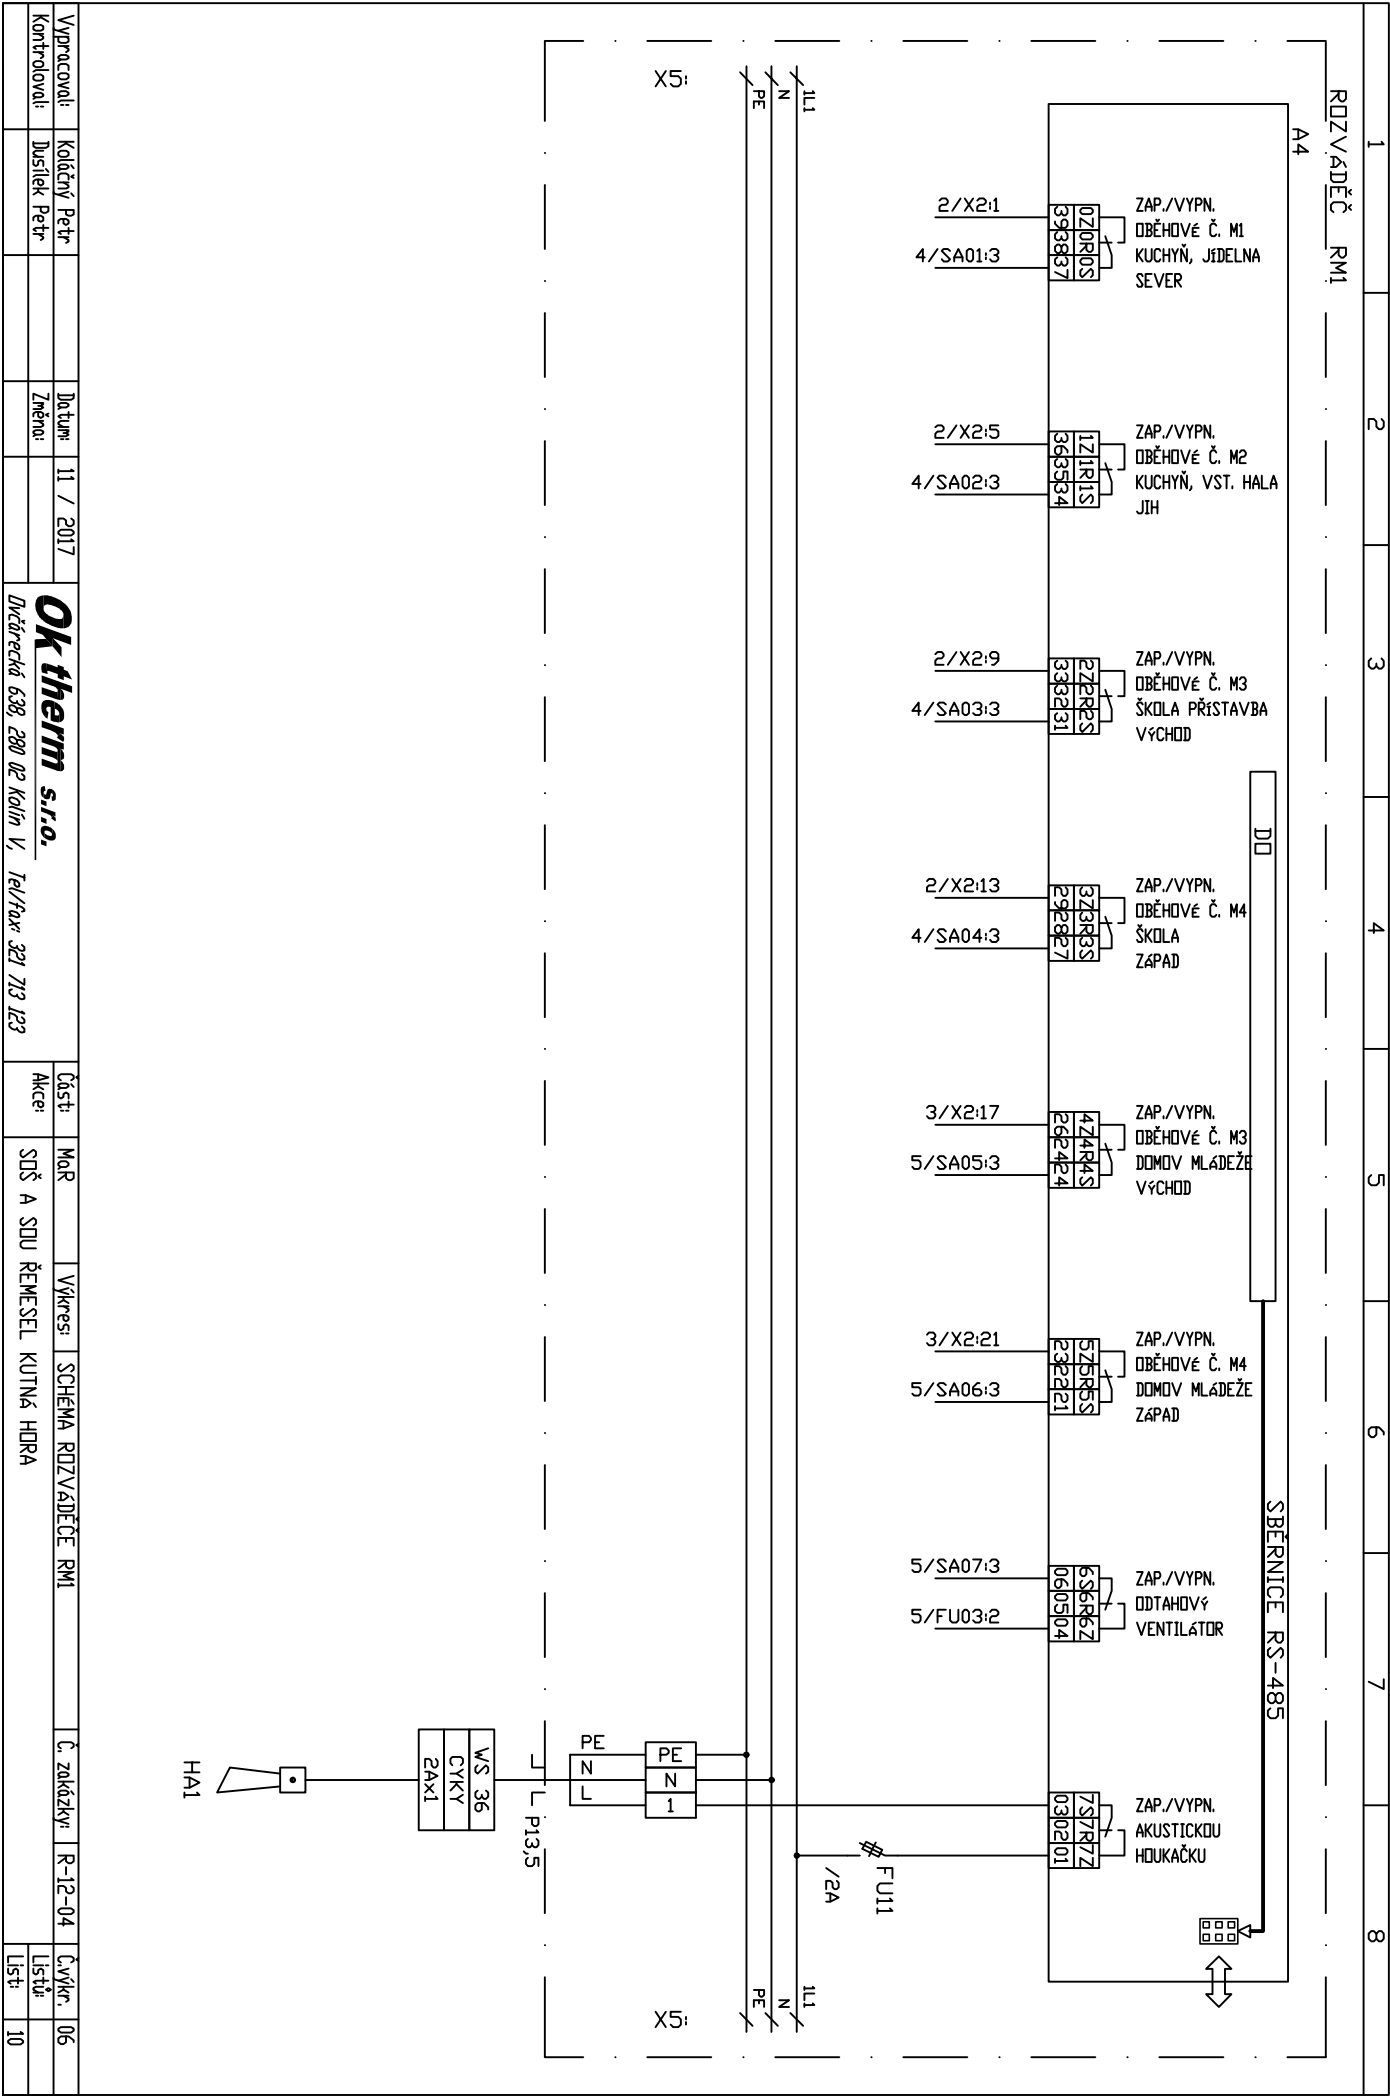 1
2
3
4
5
6
7
8
ROZVÁDĚČ RM1
A4
DO
SBĚRNICE RS-485
ZAP./VYPN.
OBĚHOVÉ Č. M1
KUCHYŇ, JÍDELNA
SEVER
0Z 0R 0S
39 38 37
2/X2:1
4/SA01:3
ZAP./VYPN.
OBĚHOVÉ Č. M2
KUCHYŇ, VST. HALA
JIH
1Z 1R 1S
36 35 34
2/X2:5
4/SA02:3
ZAP./VYPN.
OBĚHOVÉ Č. M3
ŠKOLA PŘÍSTAVBA
VÝCHOD
2Z 2R 2S
33 32 31
2/X2:9
4/SA03:3
ZAP./VYPN.
OBĚHOVÉ Č. M4
ŠKOLA
ZÁPAD
3Z 3R 3S
29 28 27
2/X2:13
4/SA04:3
ZAP./VYPN.
OBĚHOVÉ Č. M3
DOMOV MLÁDEŽE
VÝCHOD
4Z 4R 4S
26 24 24
3/X2:17
5/SA05:3
ZAP./VYPN.
OBĚHOVÉ Č. M4
DOMOV MLÁDEŽE
ZÁPAD
5Z 5R 5S
23 22 21
3/X2:21
5/SA06:3
ZAP./VYPN.
ODTAHOVÝ
VENTILÁTOR
6S 6R 6Z
06 05 04
5/SA07:3
5/FU03:2
ZAP./VYPN.
AKUSTICKOU
HOUKAČKU
7S 7R 7Z
03 02 01
FU11
/2A
1L1
N
PE
X5:
1L1
N
PE
X5:
PE
N
1
PE
N
L
P13,5
WS 36
CYKY
2Ax1
HA1
Vypracoval: Koláčný Petr
Kontroloval: Dusílek Petr
Datum: 11 / 2017
Změna:
Ok therm s.r.o.
Ovčárecká 638, 280 02 Kolín V, Tel/fax: 321 713 123
Část: MaR
Výkres: SCHÉMA ROZVÁDĚČE RM1
Č. zakázky: R-12-04
Č.výkr. 06
Akce: SOŠ A SOU ŘEMESEL KUTNÁ HORA
Listů:
List: 10